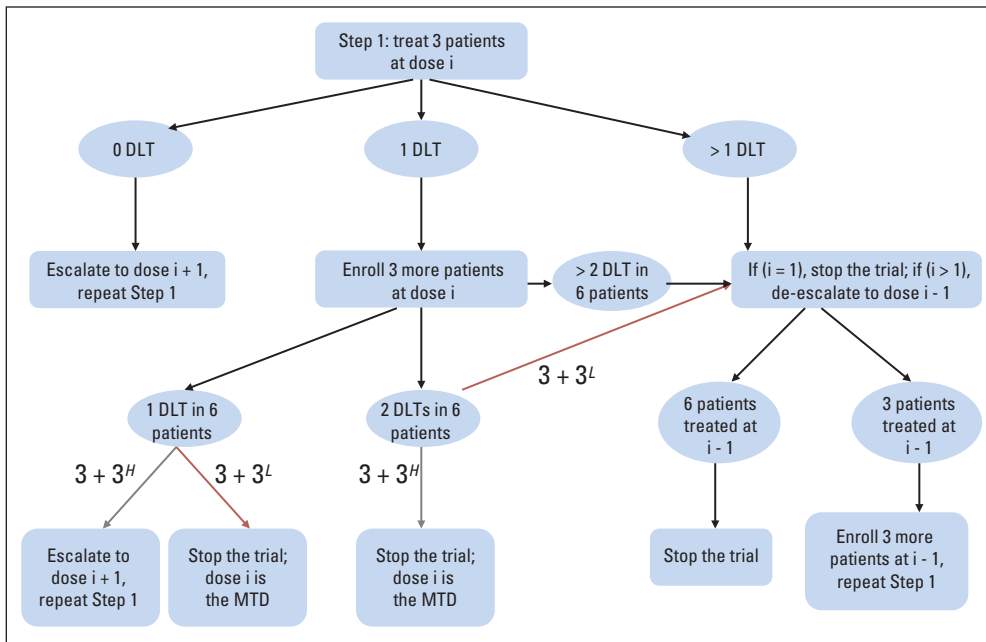 Step 1: treat 3 patients
at dose i
0 DLT
1 DLT
> 1 DLT
Escalate to dose i + 1,
repeat Step 1
Enroll 3 more patients
at dose i
> 2 DLT in
6 patients
If (i = 1), stop the trial; if (i > 1),
de-escalate to dose i - 1
3 + 3ᴸ
1 DLT in 6
patients
2 DLTs in 6
patients
6 patients
treated at
i - 1
3 patients
treated at
i - 1
3 + 3ᴴ
3 + 3ᴸ
3 + 3ᴴ
Escalate to
dose i + 1,
repeat Step 1
Stop the trial;
dose i is
the MTD
Stop the trial;
dose i is
the MTD
Stop the trial
Enroll 3 more
patients at i - 1,
repeat Step 1